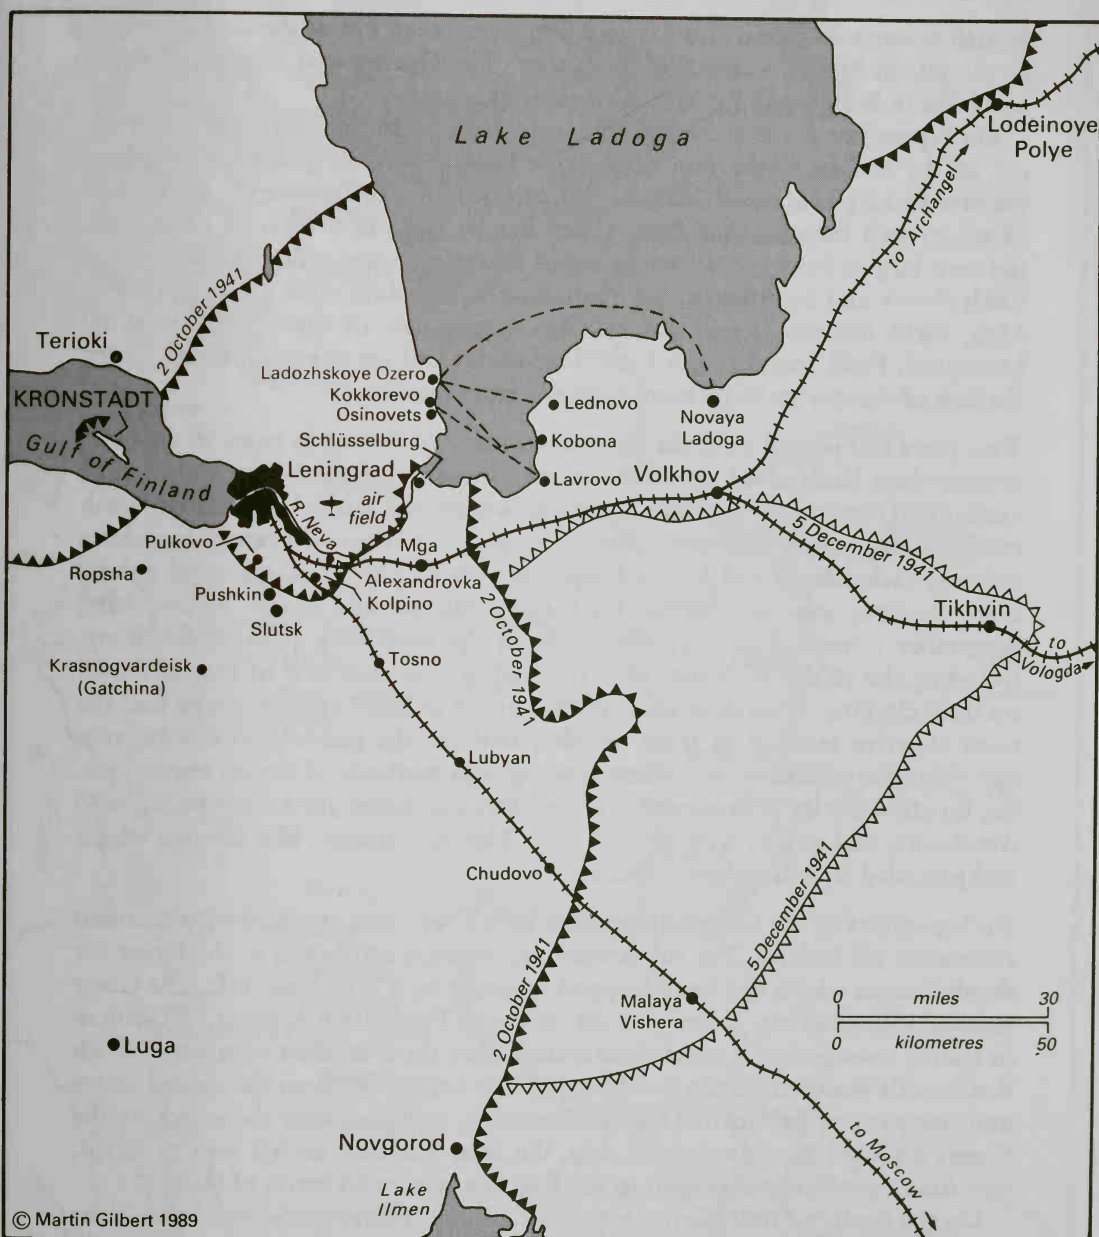 Lake Ladoga
Lodeinoye
Polye
to Archangel
2 October 1941
Terioki
KRONSTADT
Gulf of Finland
Ladozhskoye Ozero
Kokkorevo
Osinovets
Schlüsselburg
Leningrad
Lednovo
Kobona
Lavrovo
Novaya
Ladoga
Volkhov
R. Neva
air
field
Pulkovo
Mga
5 December 1941
Ropsha
Pushkin
Alexandrovka
Kolpino
Slutsk
2 October 1941
Tikhvin
to
Vologda
Krasnogvardeisk
(Gatchina)
Tosno
Lubyan
Chudovo
5 December 1941
2 October 1941
Malaya
Vishera
0 miles 30
0 kilometres 50
Luga
Novgorod
to Moscow
Lake
Ilmen
© Martin Gilbert 1989